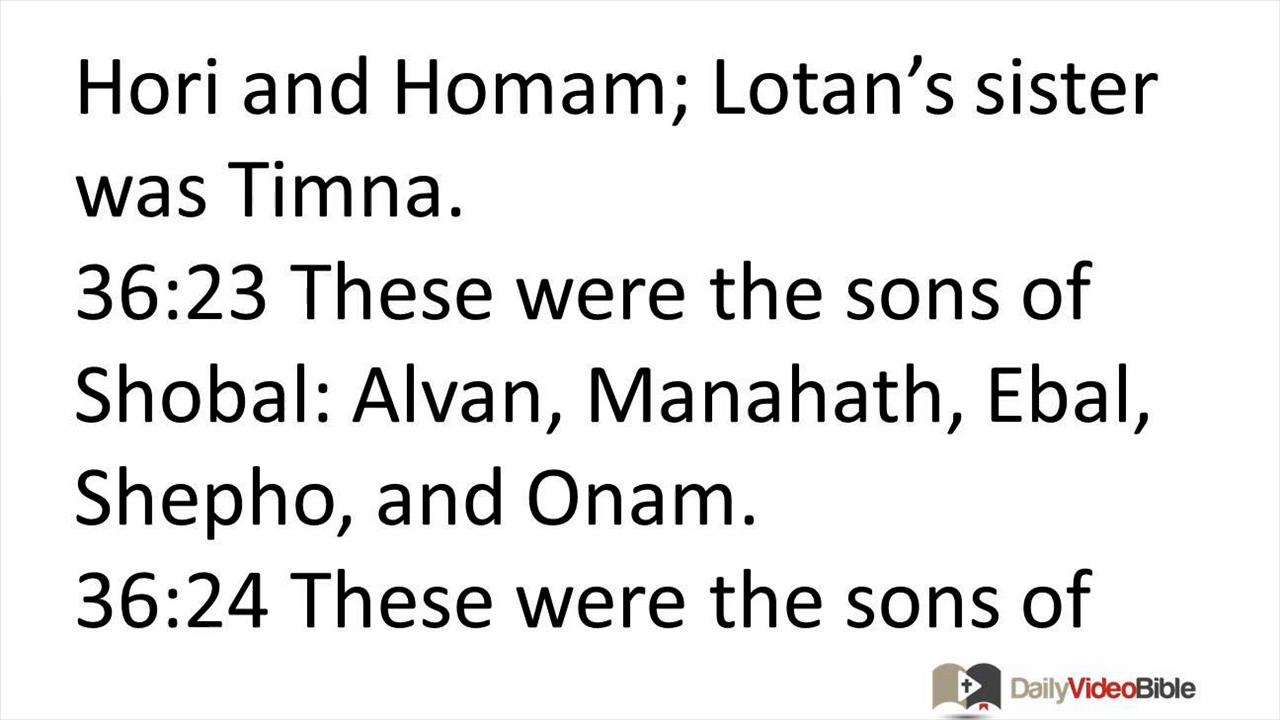 Hori and Homam; Lotan’s sister
was Timna.
36:23 These were the sons of
Shobal: Alvan, Manahath, Ebal,
Shepho, and Onam.
36:24 These were the sons of
DailyVideoBible